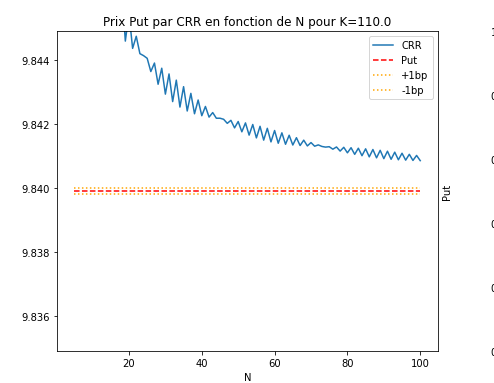 Prix Put par CRR en fonction de N pour K=110.0
CRR
Put
+1bp
-1bp
9.844
9.842
9.840
9.838
9.836
Put
20
40
60
80
100
N